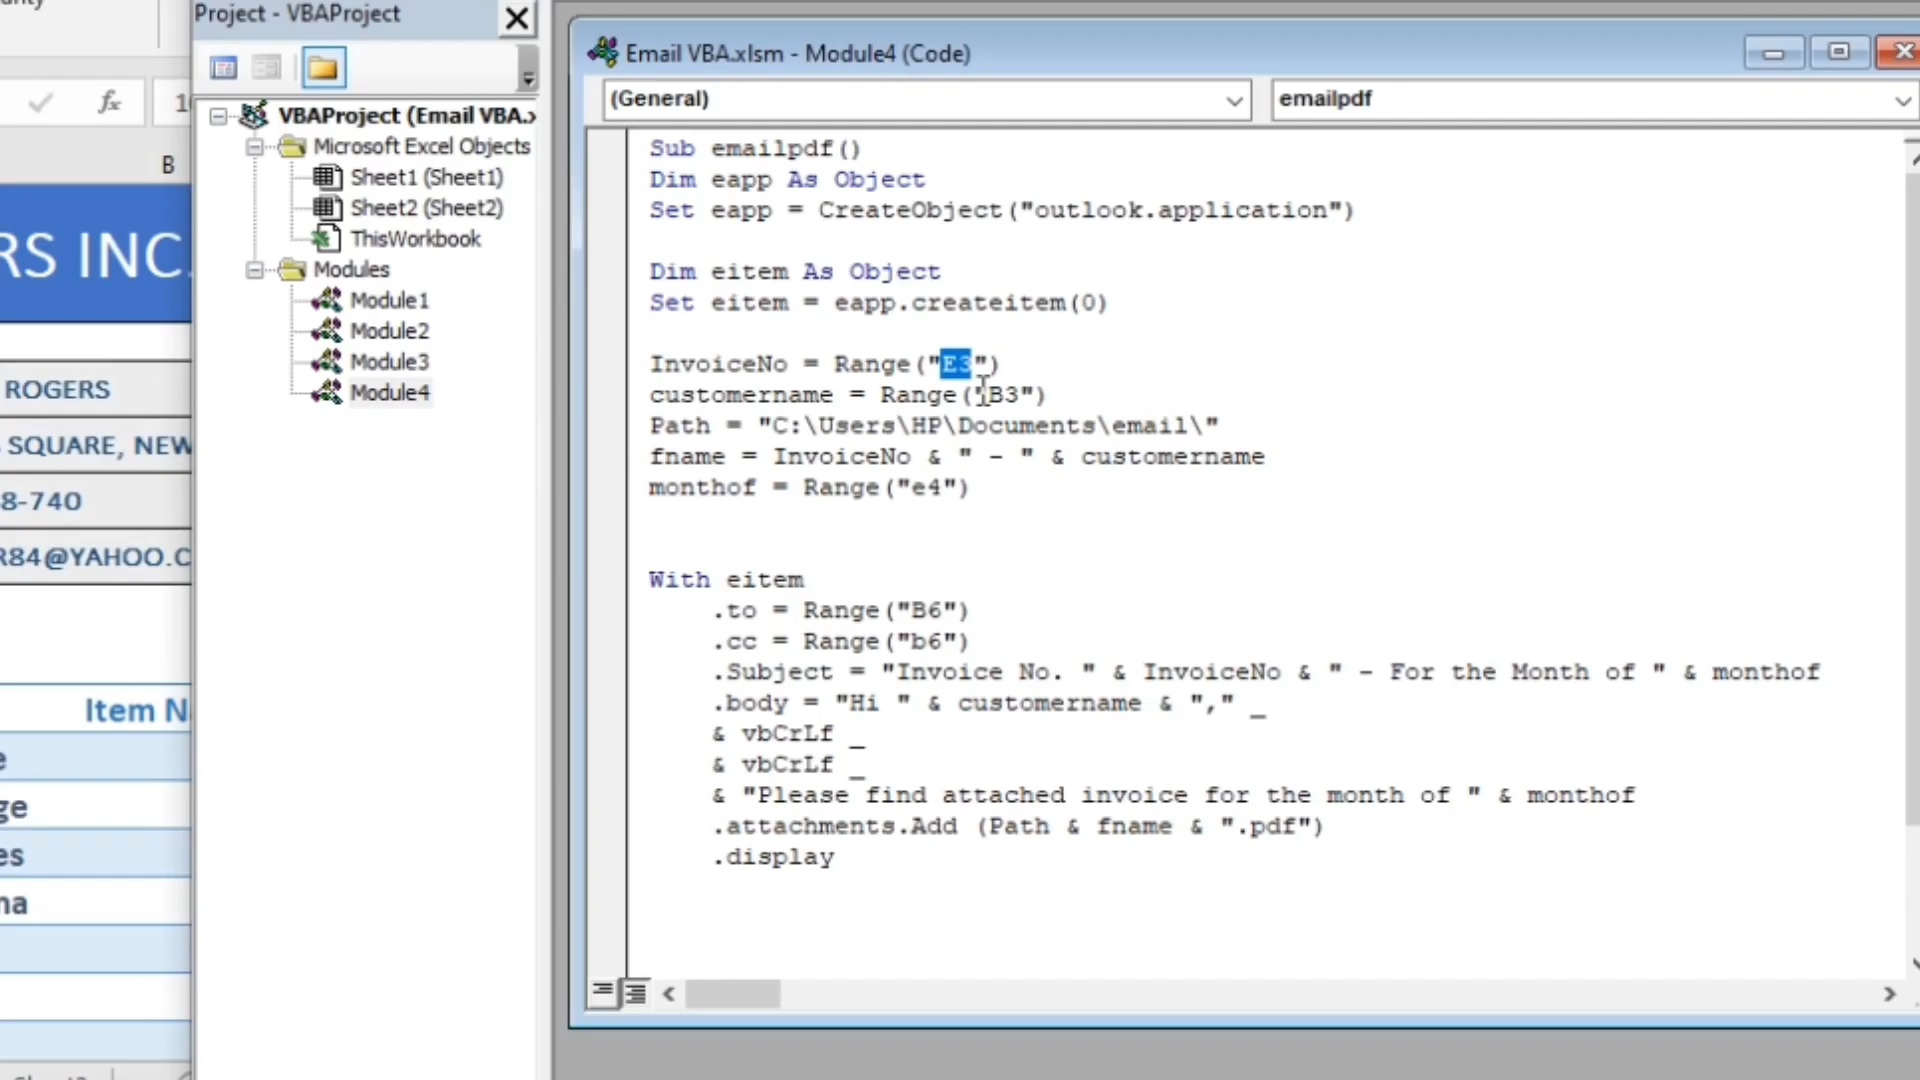 Project - VBAProject
VBAProject (Email VBA.x
Microsoft Excel Objects
Sheet1 (Sheet1)
Sheet2 (Sheet2)
ThisWorkbook
Modules
Module1
Module2
Module3
Module4
fx
B
RS INC.
ROGERS
SQUARE, NEW
8-740
R84@YAHOO.C
Item N
e
ge
es
na
Email VBA.xlsm - Module4 (Code)
(General)
emailpdf
Sub emailpdf()
Dim eapp As Object
Set eapp = CreateObject("outlook.application")
Dim eitem As Object
Set eitem = eapp.createitem(0)
InvoiceNo = Range("E3")
customername = Range("B3")
Path = "C:\Users\HP\Documents\email\"
fname = InvoiceNo & " - " & customername
monthof = Range("e4")
With eitem
.to = Range("B6")
.cc = Range("b6")
.Subject = "Invoice No. " & InvoiceNo & " - For the Month of " & monthof
.body = "Hi " & customername & "," _
& vbCrLf _
& vbCrLf _
& "Please find attached invoice for the month of " & monthof
.attachments.Add (Path & fname & ".pdf")
.display